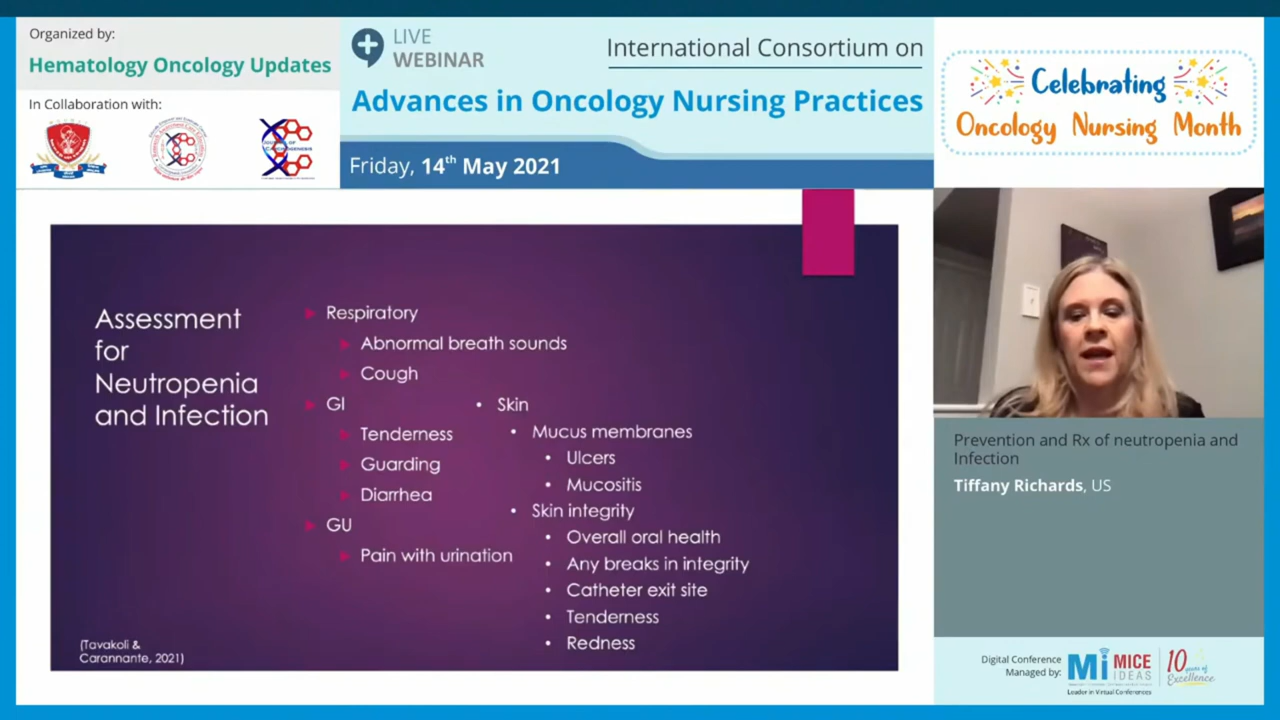 Organized by:
Hematology Oncology Updates
In Collaboration with:
LIVE
WEBINAR
International Consortium on
Advances in Oncology Nursing Practices
Friday, 14th May 2021
Celebrating
Oncology Nursing Month
Assessment
for
Neutropenia
and Infection
Respiratory
Abnormal breath sounds
Cough
GI
Tenderness
Guarding
Diarrhea
GU
Pain with urination
• Skin
• Mucus membranes
• Ulcers
• Mucositis
• Skin integrity
• Overall oral health
• Any breaks in integrity
• Catheter exit site
• Tenderness
• Redness
(Tavakoli &
Carannante, 2021)
Prevention and Rx of neutropenia and
Infection
Tiffany Richards, US
Digital Conference
Managed by:
Mi MICE
IDEAS
Leader in Virtual Conferences
10 years of
Excellence